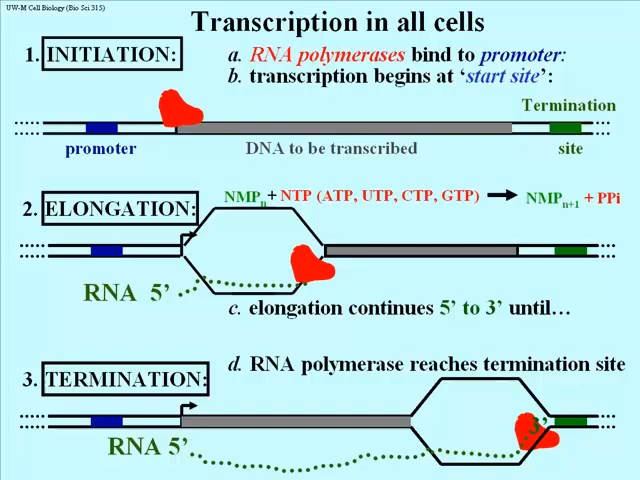 UW-M Cell Biology (Bio Sci 315)
Transcription in all cells
1. INITIATION:
a. RNA polymerases bind to promoter:
b. transcription begins at ‘start site’:
Termination
promoter
DNA to be transcribed
site
NMPn + NTP (ATP, UTP, CTP, GTP) → NMPn+1 + PPi
2. ELONGATION:
RNA 5’
c. elongation continues 5’ to 3’ until…
d. RNA polymerase reaches termination site
3. TERMINATION:
3’
RNA 5’